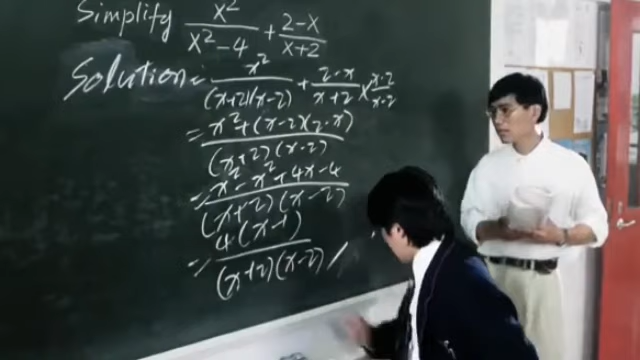 Simplify x²/(x²-4) + (2-x)/(x+2)
Solution: x²/((x+2)(x-2)) + (2-x)/(x+2) × (x-2)/(x-2)
= (x²+(x-2)(2-x))/((x+2)(x-2))
= (x²-x²+4x-4)/((x+2)(x-2))
= 4(x-1)/((x+2)(x-2)) /